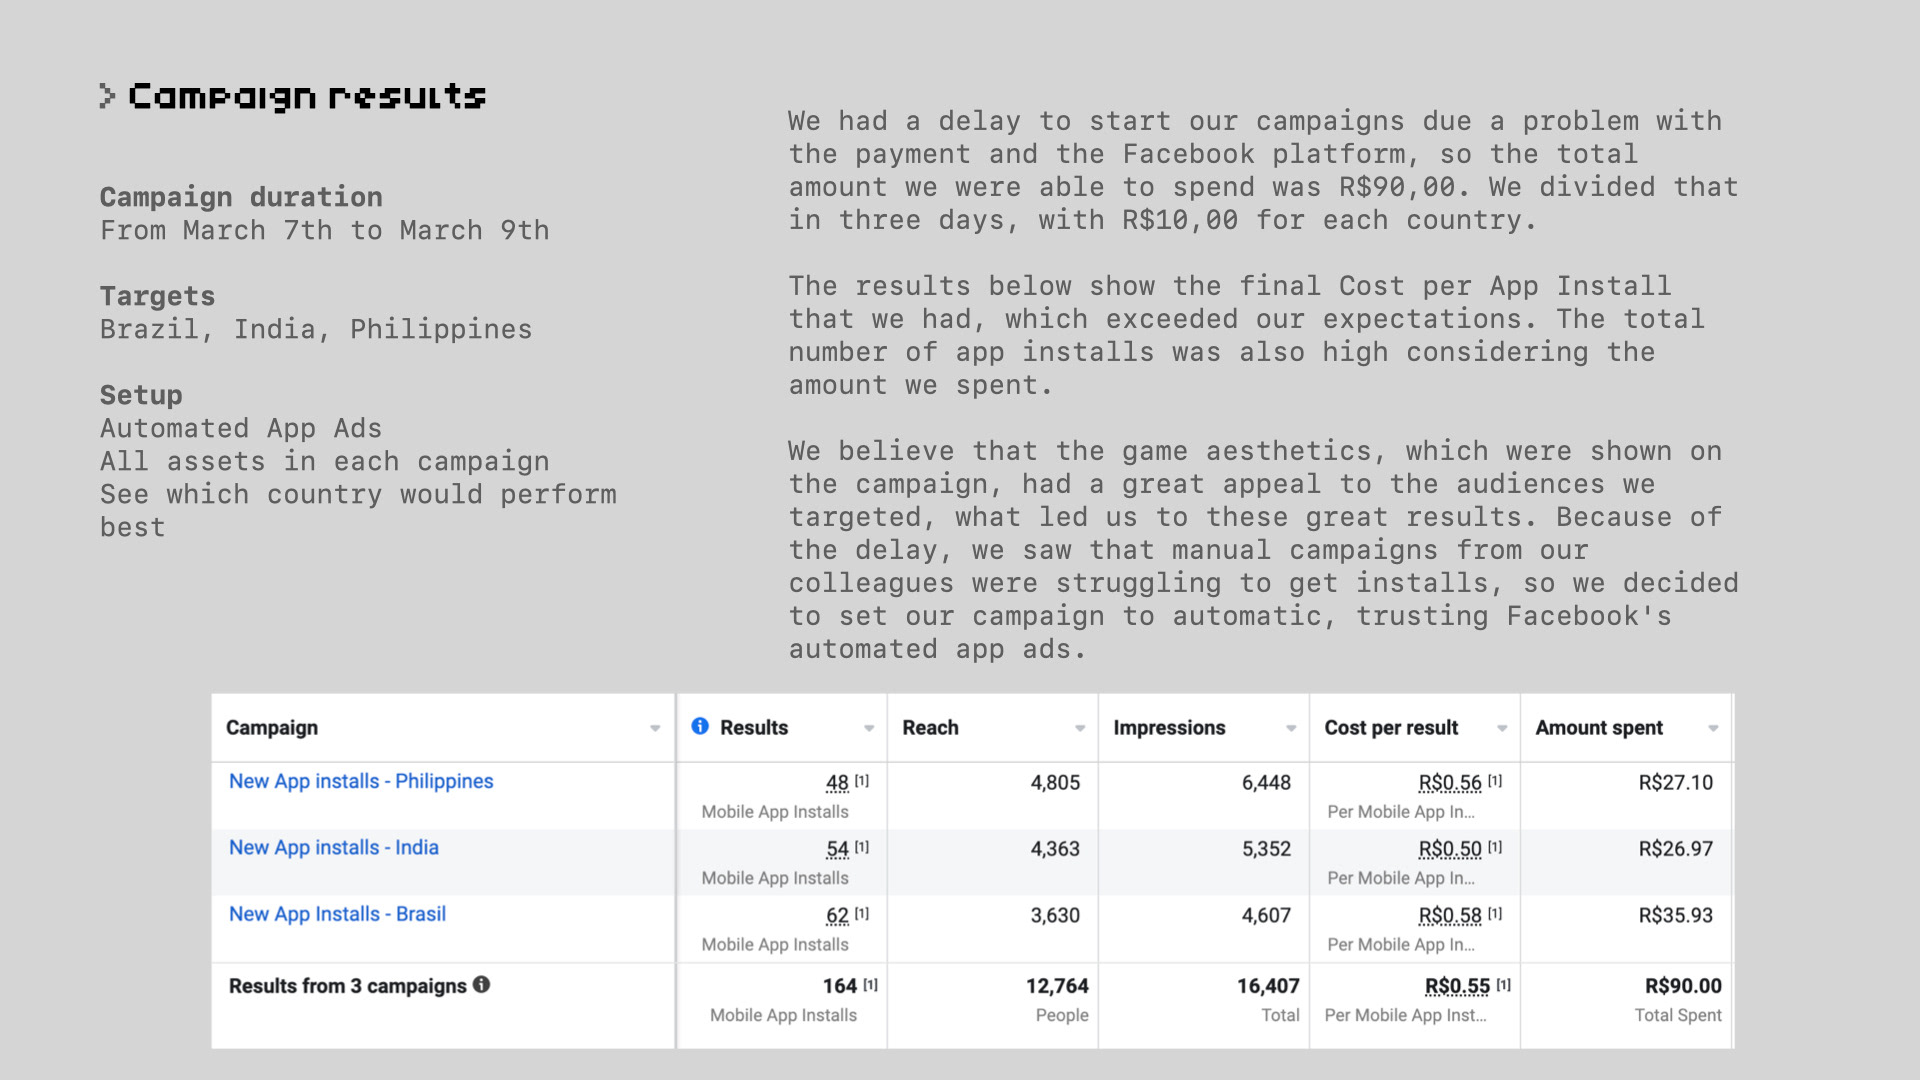 > Campaign results
Campaign duration
From March 7th to March 9th
Targets
Brazil, India, Philippines
Setup
Automated App Ads
All assets in each campaign
See which country would perform
best
We had a delay to start our campaigns due a problem with
the payment and the Facebook platform, so the total
amount we were able to spend was R$90,00. We divided that
in three days, with R$10,00 for each country.
The results below show the final Cost per App Install
that we had, which exceeded our expectations. The total
number of app installs was also high considering the
amount we spent.
We believe that the game aesthetics, which were shown on
the campaign, had a great appeal to the audiences we
targeted, what led us to these great results. Because of
the delay, we saw that manual campaigns from our
colleagues were struggling to get installs, so we decided
to set our campaign to automatic, trusting Facebook's
automated app ads.
Campaign Results Reach Impressions Cost per result Amount spent
New App installs - Philippines 48 [1] 4,805 6,448 R$0.56 [1] R$27.10
Mobile App Installs Per Mobile App In...
New App installs - India 54 [1] 4,363 5,352 R$0.50 [1] R$26.97
Mobile App Installs Per Mobile App In...
New App Installs - Brasil 62 [1] 3,630 4,607 R$0.58 [1] R$35.93
Mobile App Installs Per Mobile App In...
Results from 3 campaigns 164 [1] 12,764 16,407 R$0.55 [1] R$90.00
Mobile App Installs People Total Per Mobile App Inst... Total Spent